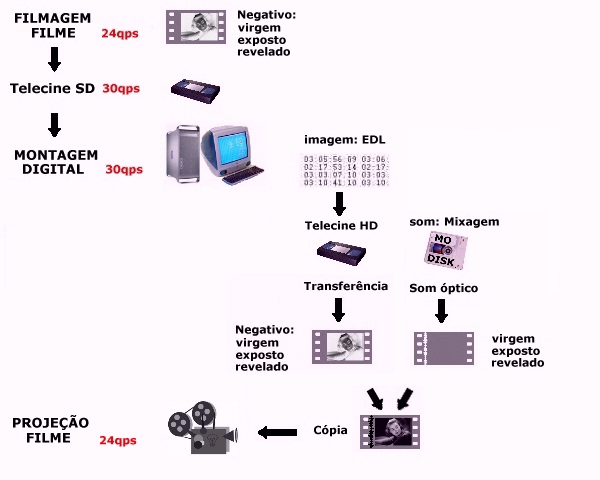 FILMAGEM
FILME 24qps
Negativo:
virgem
exposto
revelado
Telecine SD 30qps
MONTAGEM
DIGITAL 30qps
imagem: EDL
03:05:56:09 03:06:
02:17:53:14 02:17:
03:03:07:18 03:03:
03:10:41:10 03:10:
Telecine HD
som: Mixagem
MO
DISK
Transferência
Som óptico
Negativo:
virgem
exposto
revelado
virgem
exposto
revelado
PROJEÇÃO
FILME 24qps
Cópia